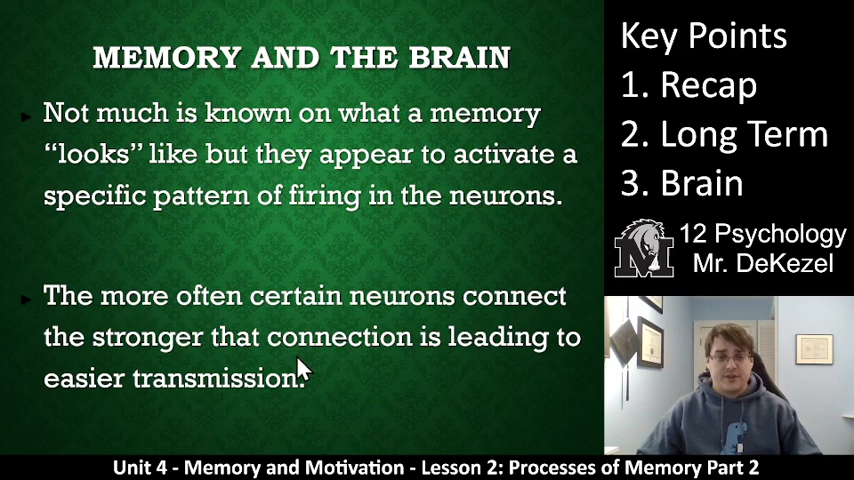 MEMORY AND THE BRAIN
Not much is known on what a memory
“looks” like but they appear to activate a
specific pattern of firing in the neurons.
The more often certain neurons connect
the stronger that connection is leading to
easier transmission.
Key Points
1. Recap
2. Long Term
3. Brain
M
12 Psychology
Mr. DeKezel
Unit 4 - Memory and Motivation - Lesson 2: Processes of Memory Part 2